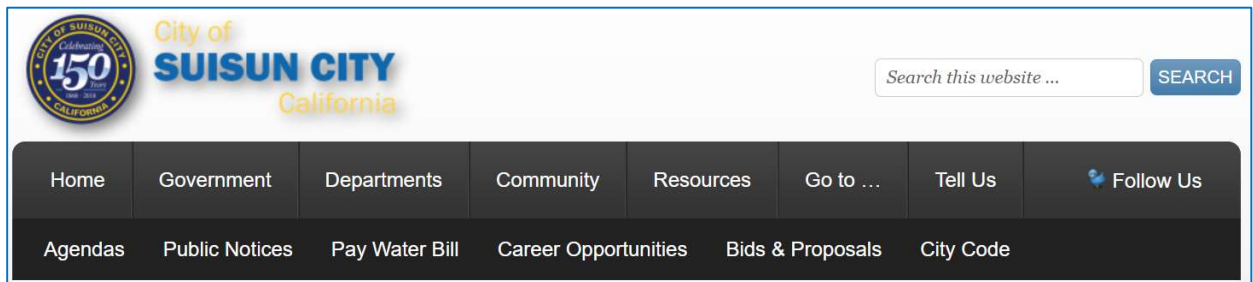 CITY OF SUISUN CITY
Celebrating
150
Years
1868 - 2018
CALIFORNIA
City of
SUISUN CITY
California
Search this website ...
SEARCH
Home
Government
Departments
Community
Resources
Go to ...
Tell Us
Follow Us
Agendas
Public Notices
Pay Water Bill
Career Opportunities
Bids & Proposals
City Code